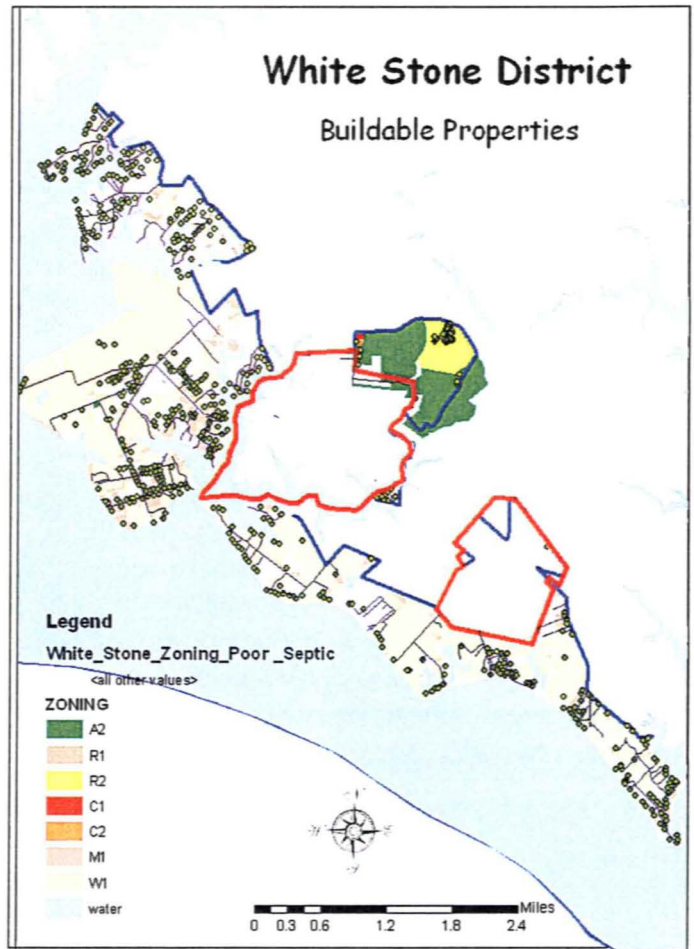 White Stone District
Buildable Properties
Legend
White_Stone_Zoning_Poor_Septic
<all other values>
ZONING
A2
R1
R2
C1
C2
M1
W1
water
Miles
0 0.3 0.6 1.2 1.8 2.4